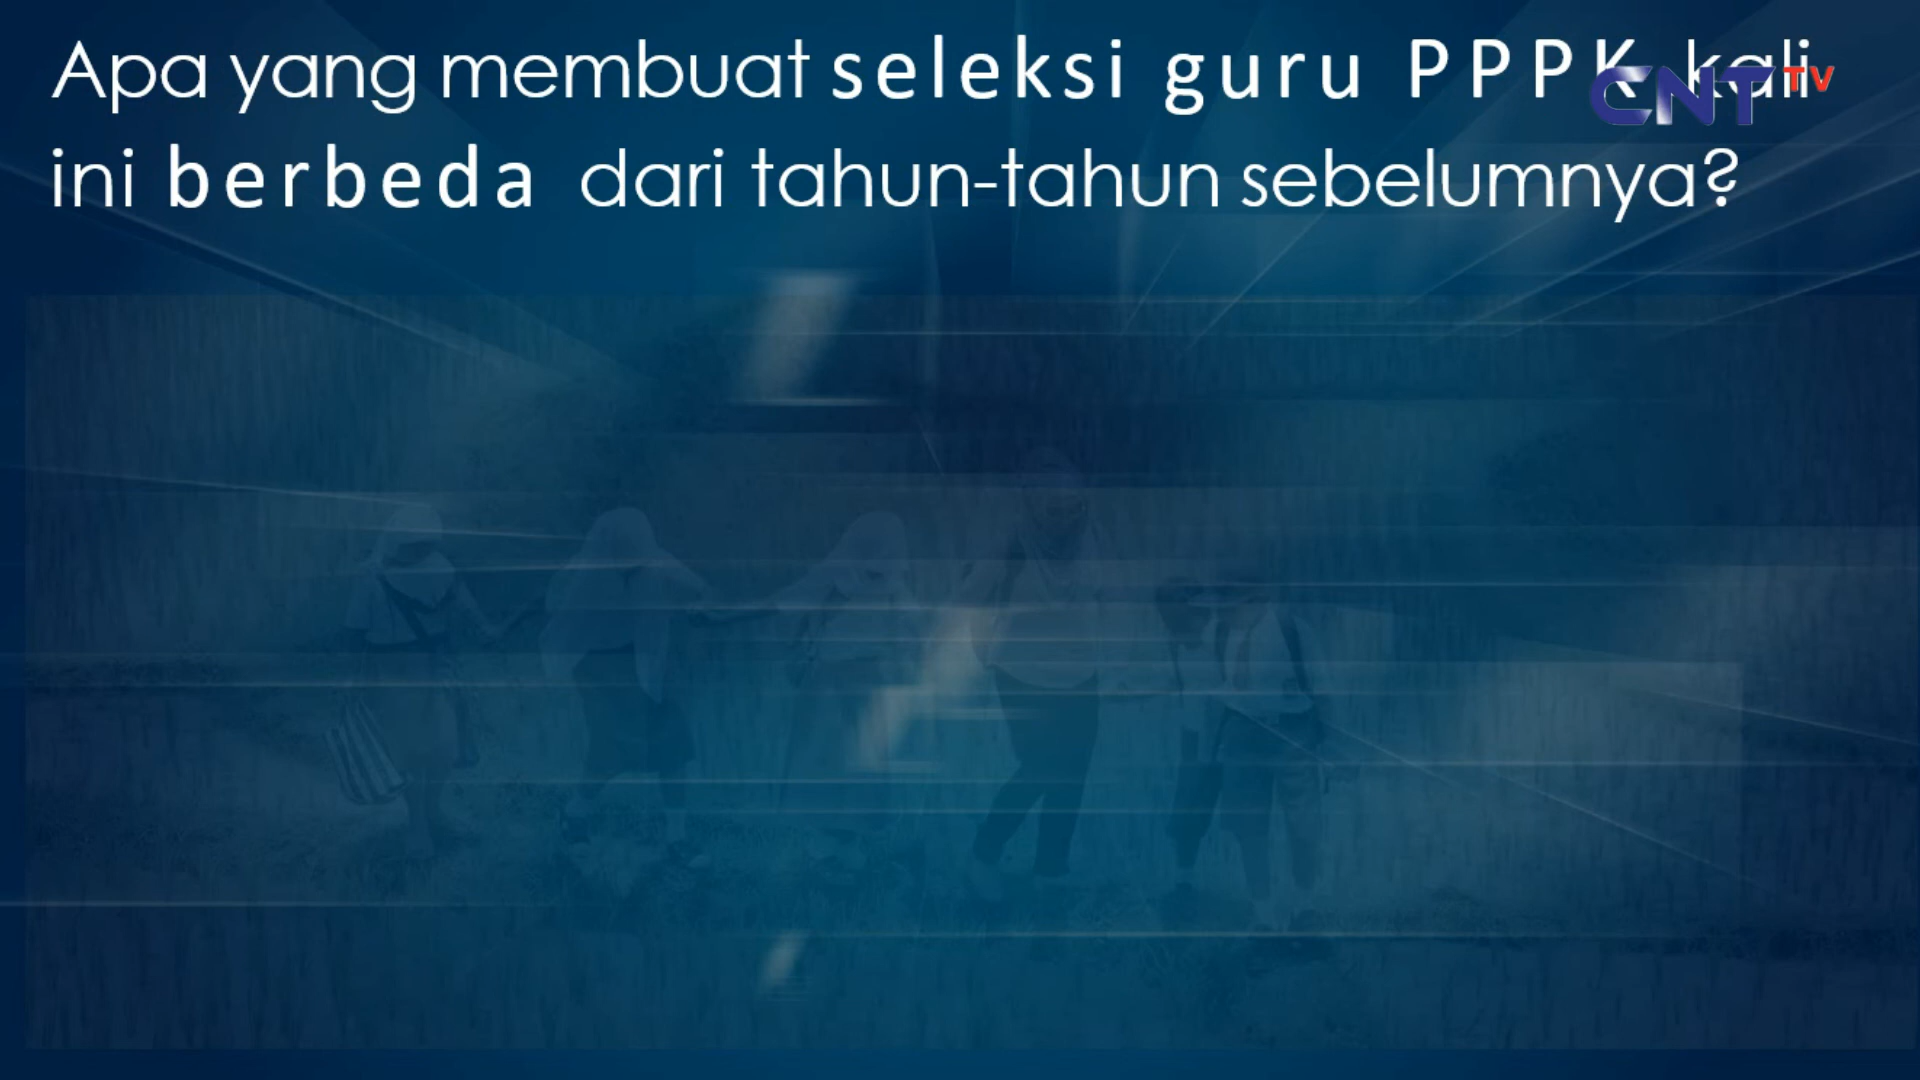 Apa yang membuat seleksi guru PPPK kali
CNT TV
ini berbeda dari tahun-tahun sebelumnya?